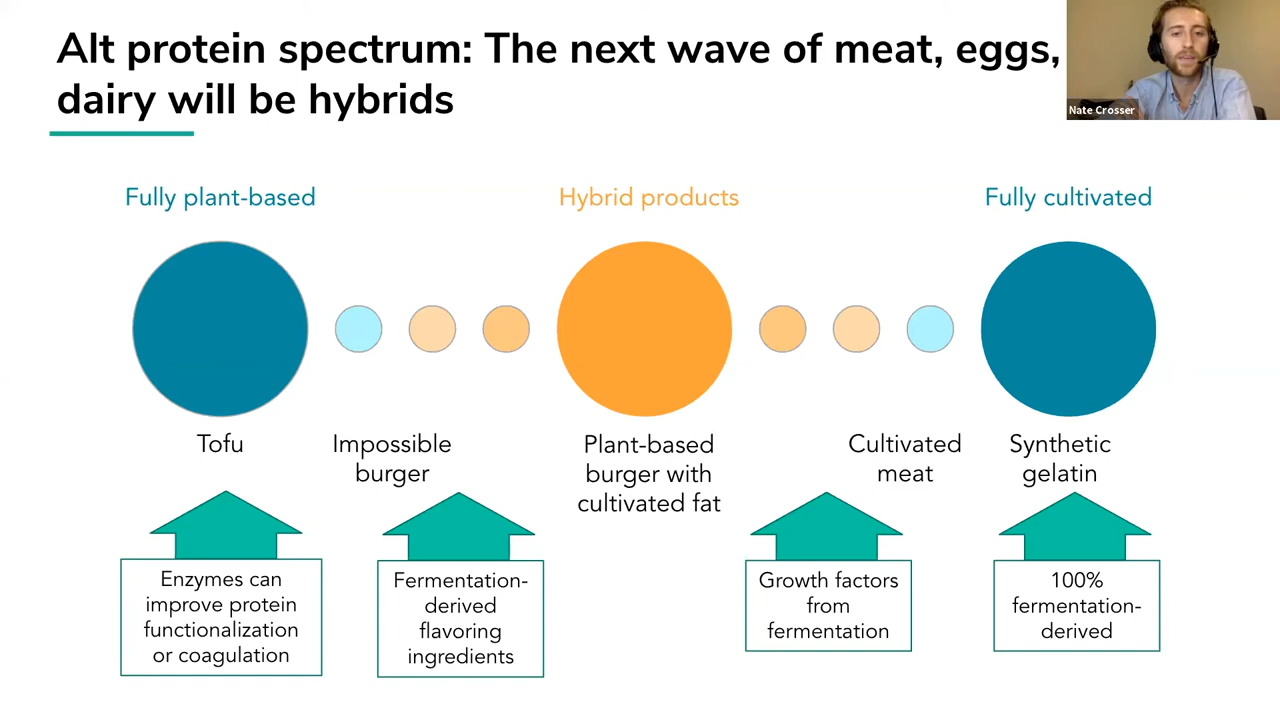 Alt protein spectrum: The next wave of meat, eggs,
dairy will be hybrids
Nate Crosser
Fully plant-based
Hybrid products
Fully cultivated
Tofu
Impossible
burger
Plant-based
burger with
cultivated fat
Cultivated
meat
Synthetic
gelatin
Enzymes can
improve protein
functionalization
or coagulation
Fermentation-
derived
flavoring
ingredients
Growth factors
from
fermentation
100%
fermentation-
derived